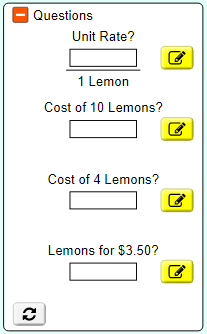 Questions
Unit Rate?
1 Lemon
Cost of 10 Lemons?
Cost of 4 Lemons?
Lemons for $3.50?